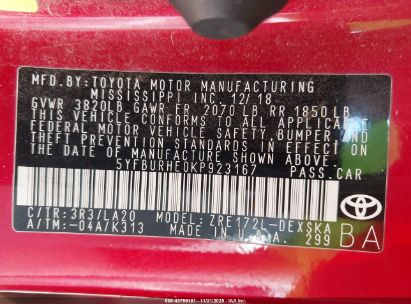 MFD.BY:TOYOTA MOTOR MANUFACTURING
MISSISSIPPI INC. 12/18
GVWR 3820LB GAWR FR 2070 LB RR 1850 LB
THIS VEHICLE CONFORMS TO ALL APPLICABLE
FEDERAL MOTOR VEHICLE SAFETY, BUMPER, AND
THEFT PREVENTION STANDARDS IN EFFECT ON
THE DATE OF MANUFACTURE SHOWN ABOVE.
5YFBURHE0KP923167 PASS.CAR
C/TR: 3R3/LA20 MODEL: ZRE172L-DEXSKA
A/TM: -04A/K313 MADE IN U.S.A. 299
BA